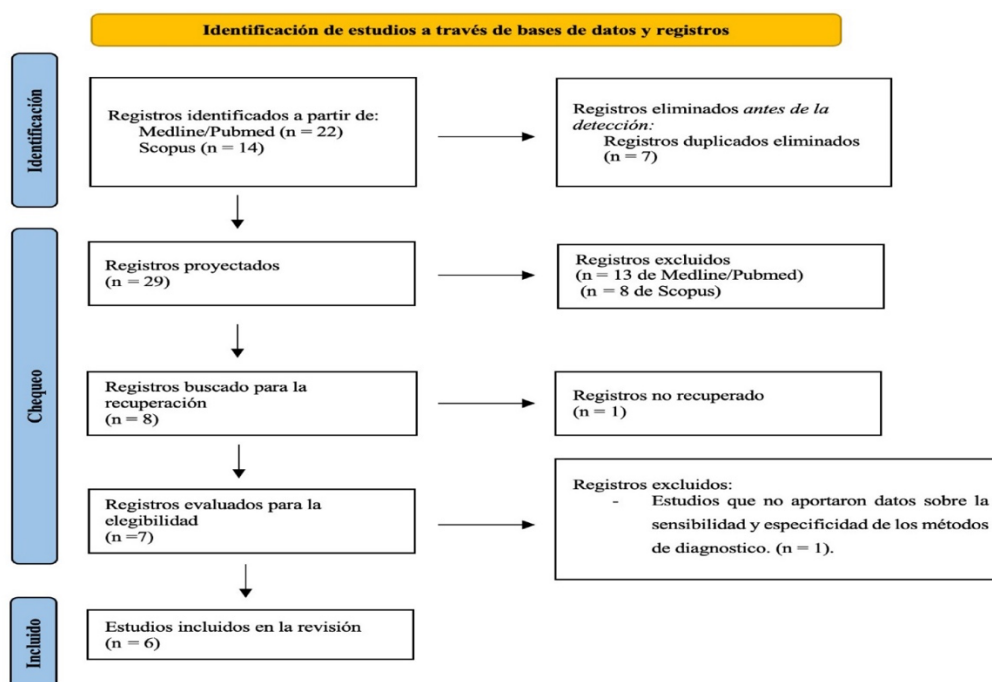 Identificación de estudios a través de bases de datos y registros
Identificación
Registros identificados a partir de:
Medline/Pubmed (n = 22)
Scopus (n = 14)
Registros eliminados antes de la
detección:
Registros duplicados eliminados
(n = 7)
Chequeo
Registros proyectados
(n = 29)
Registros excluidos
(n = 13 de Medline/Pubmed)
(n = 8 de Scopus)
Registros buscado para la
recuperación
(n = 8)
Registros no recuperado
(n = 1)
Registros evaluados para la
elegibilidad
(n =7)
Registros excluidos:
- Estudios que no aportaron datos sobre la
sensibilidad y especificidad de los métodos
de diagnostico. (n = 1).
Incluido
Estudios incluidos en la revisión
(n = 6)